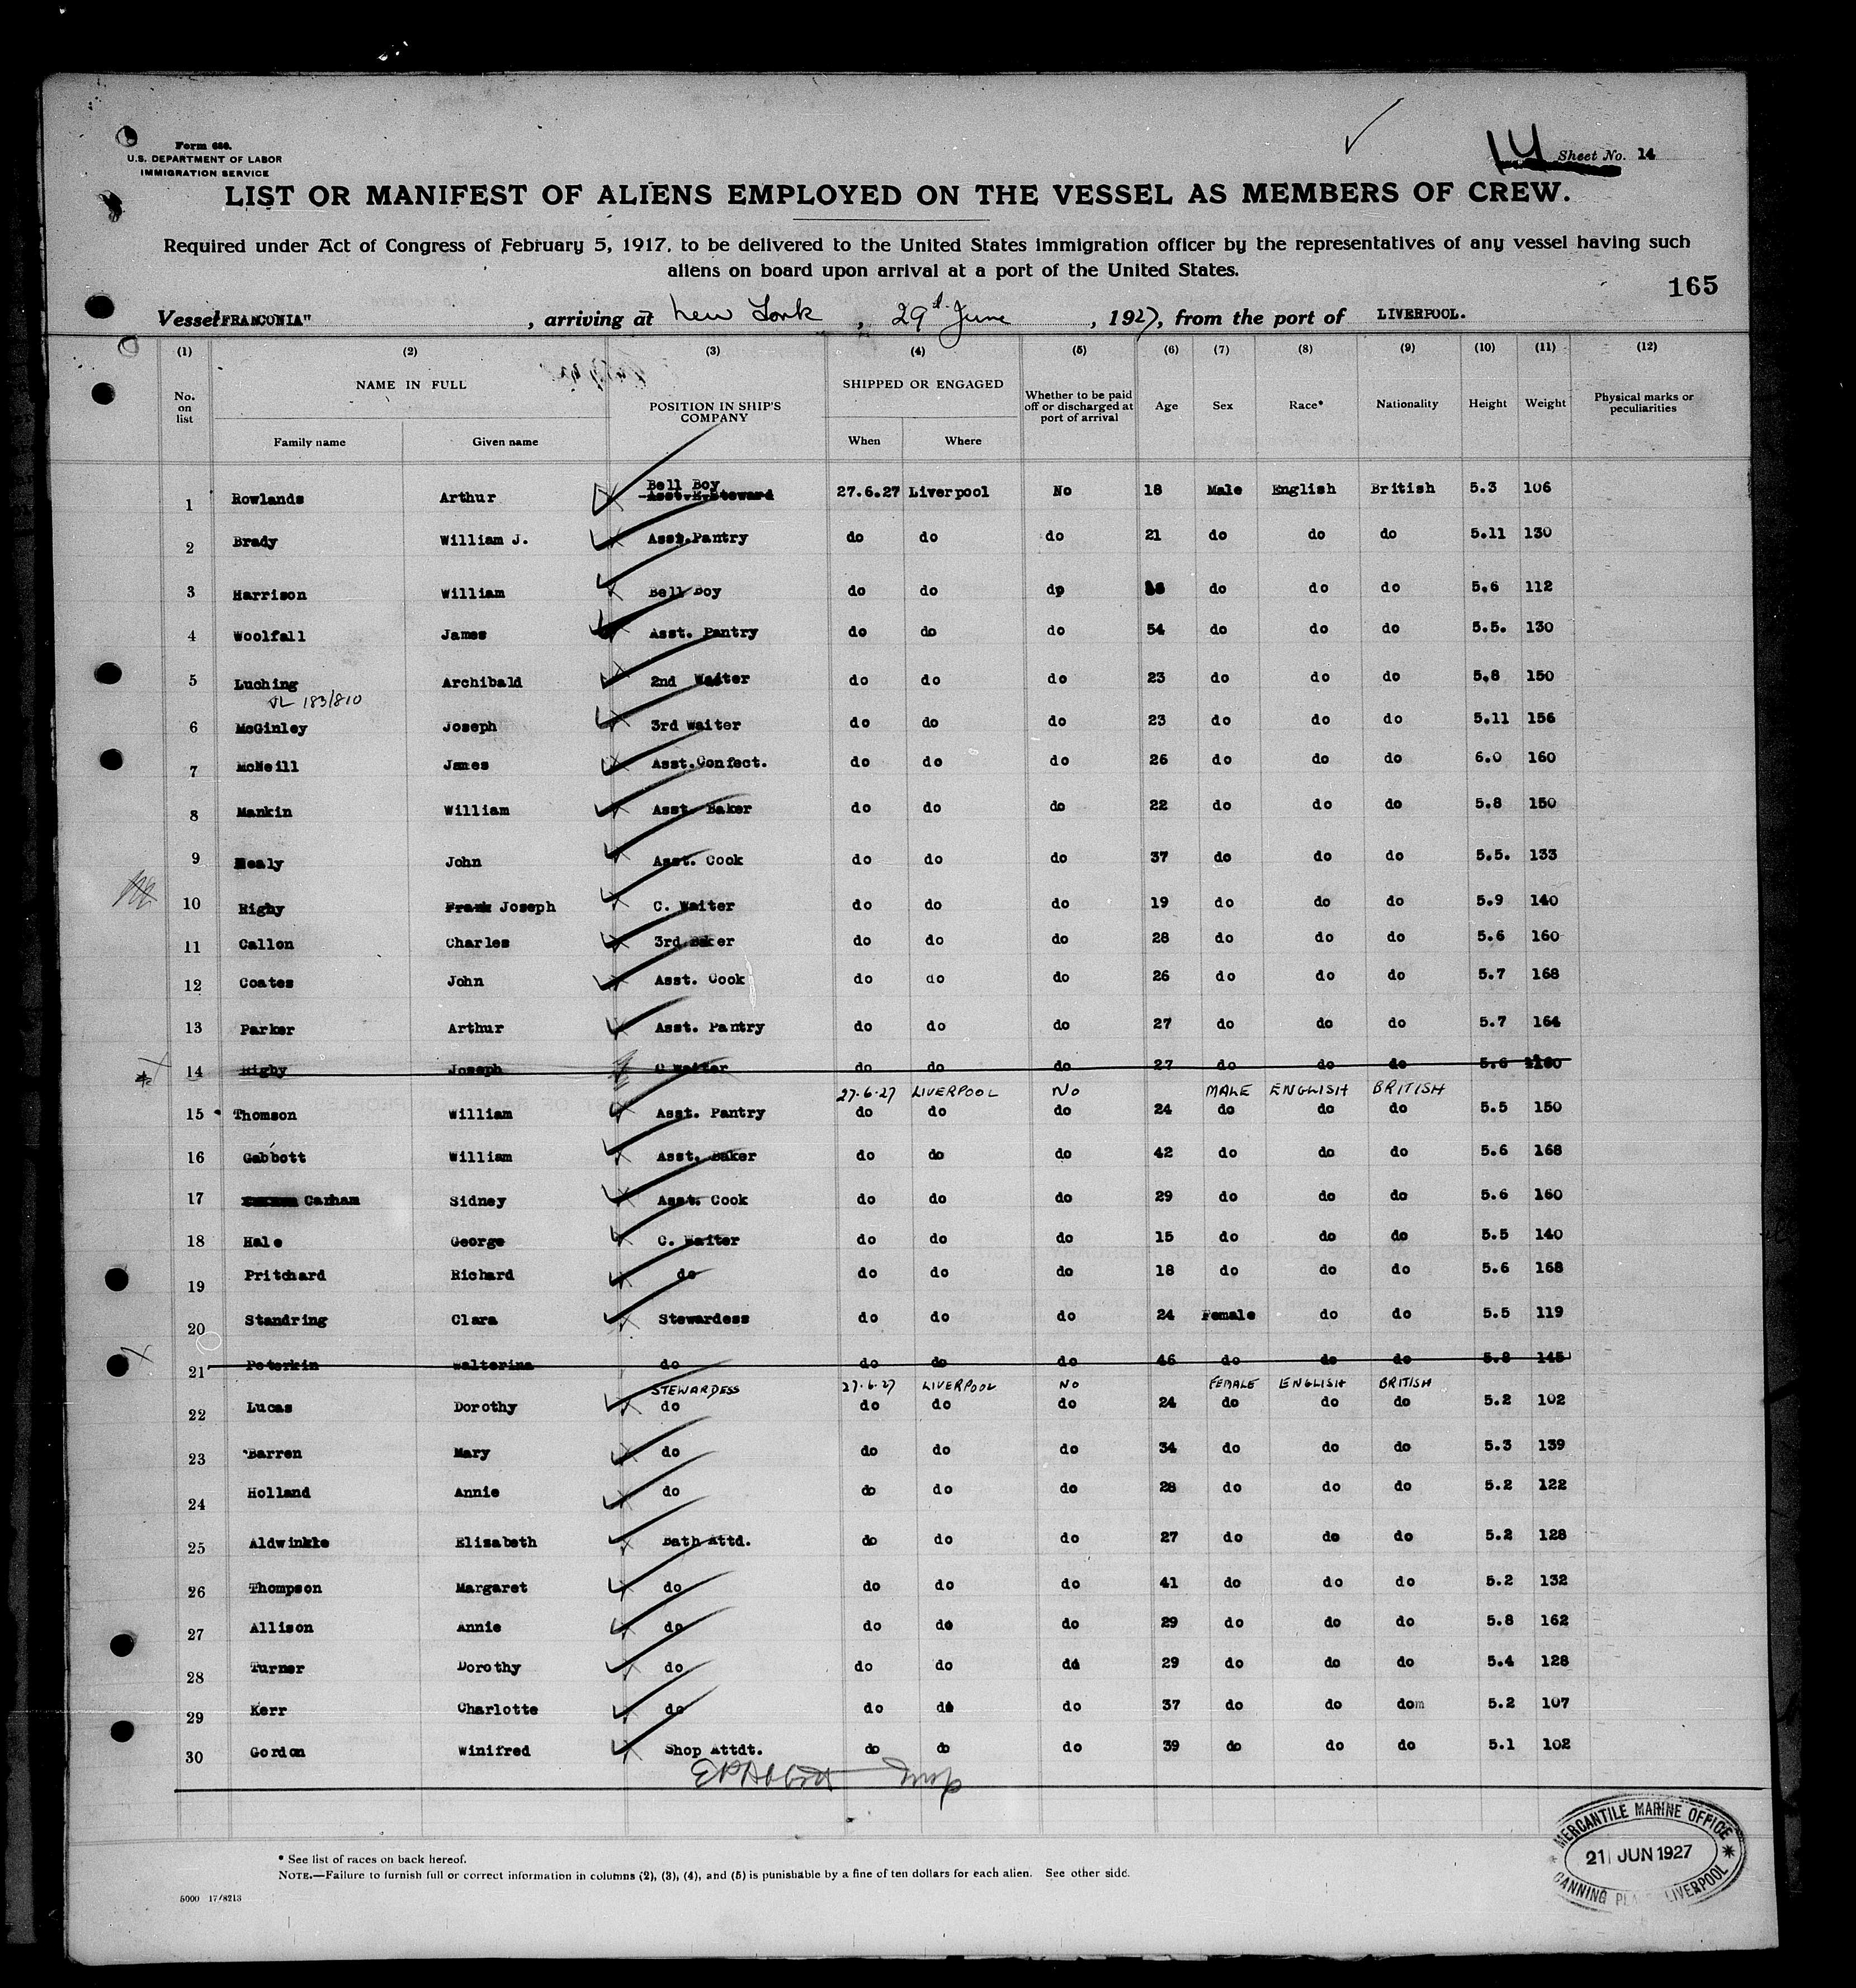 Form 680.
U.S. DEPARTMENT OF LABOR
IMMIGRATION SERVICE
14 Sheet No. 14
LIST OR MANIFEST OF ALIENS EMPLOYED ON THE VESSEL AS MEMBERS OF CREW.
Required under Act of Congress of February 5, 1917, to be delivered to the United States immigration officer by the representatives of any vessel having such
aliens on board upon arrival at a port of the United States.
165
Vessel "FRANCONIA", arriving at New York, 29th June, 1927, from the port of LIVERPOOL.
(1) (2) (3) (4) (5) (6) (7) (8) (9) (10) (11) (12)
No. on list NAME IN FULL Family name Given name POSITION IN SHIP'S COMPANY SHIPPED OR ENGAGED When Where Whether to be paid off or discharged at port of arrival Age Sex Race* Nationality Height Weight Physical marks or peculiarities
1 Rowlands Arthur Bell Boy Asst.B.Steward 27.6.27 Liverpool No 18 Male English British 5.3 106
2 Brady William J. Asst.Pantry do do do 21 do do do 5.11 130
3 Harrison William Bell Boy do do do do do do 5.6 112
4 Woolfall James Asst. Pantry do do do 54 do do do 5.5. 130
5 Luching Archibald 2nd Waiter do do do 23 do do do 5.8 150
183/810
6 McGinley Joseph 3rd Waiter do do do 23 do do do 5.11 156
7 McNeill James Asst.Confect. do do do 26 do do do 6.0 160
8 Mankin William Asst. Baker do do do 22 do do do 5.8 150
9 Healy John Asst. Cook do do do 37 do do do 5.5. 133
10 Rigby Frank Joseph C. Waiter do do do 19 do do do 5.9 140
11 Callon Charles 3rd Baker do do do 28 do do do 5.6 160
12 Coates John Asst. Cook do do do 26 do do do 5.7 168
13 Parker Arthur Asst. Pantry do do do 27 do do do 5.7 164
14 Rigby Joseph C Waiter do do do 27 do do do 5.6 160
27.6.27 LIVERPOOL No MALE ENGLISH BRITISH
15 Thomson William Asst. Pantry do do do 24 do do do 5.5 150
16 Gabbott William Asst. Baker do do do 42 do do do 5.6 168
17 Canham Sidney Asst. Cook do do do 29 do do do 5.6 160
18 Hale George C. Waiter do do do 15 do do do 5.5 140
19 Pritchard Richard do do do do 18 do do do 5.6 168
20 Standring Clara Stewardess do do do 24 Female do do 5.5 119
21 Peterkin Walterina do do do do 46 do do do 5.8 145
STEWARDESS 27.6.27 LIVERPOOL No FEMALE ENGLISH BRITISH
22 Lucas Dorothy do do do do 24 do do do 5.2 102
23 Barren Mary do do do do 34 do do do 5.3 139
24 Holland Annie do do do do 28 do do do 5.2 122
25 Aldwinkle Elizabeth Bath Attd. do do do 27 do do do 5.2 128
26 Thompson Margaret do do do do 41 do do do 5.2 132
27 Allison Annie do do do do 29 do do do 5.8 162
28 Turner Dorothy do do do do 29 do do do 5.4 128
29 Kerr Charlotte do do do do 37 do do dom 5.2 107
30 Gordon Winifred Shop Attdt. do do do 39 do do do 5.1 102
* See list of races on back hereof.
NOTE.—Failure to furnish full or correct information in columns (2), (3), (4), and (5) is punishable by a fine of ten dollars for each alien. See other side.
5000 17/8213
MERCANTILE MARINE OFFICE
21 JUN 1927
CANNING PLACE LIVERPOOL